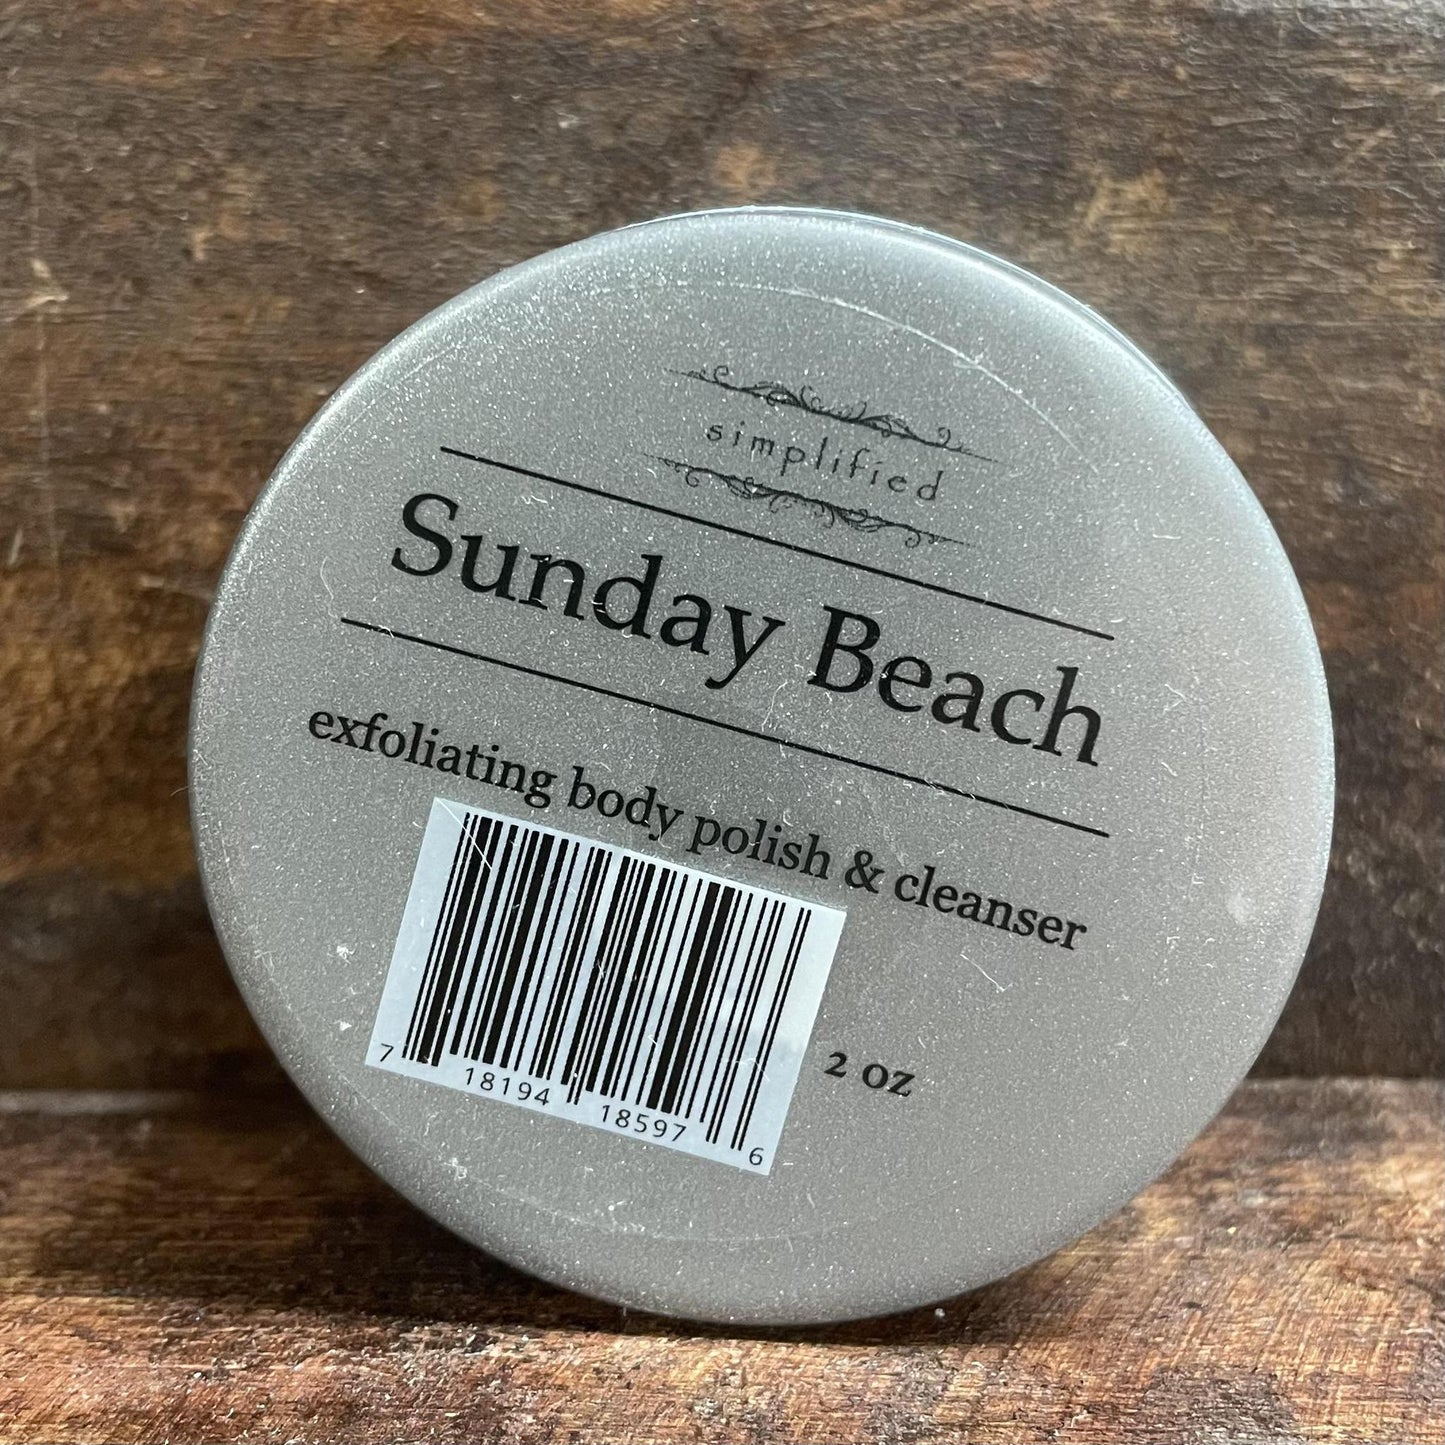 simplified
Sunday Beach
exfoliating body polish & cleanser
2 oz
7 18194 18597 6